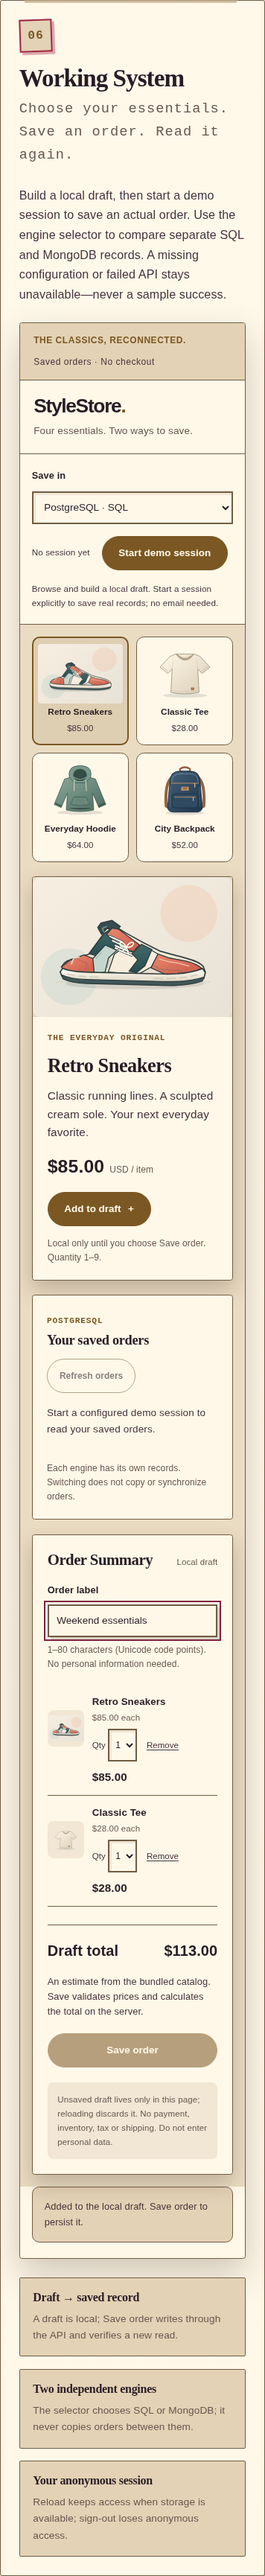 06
Working System
Choose your essentials.
Save an order. Read it
again.
Build a local draft, then start a demo
session to save an actual order. Use the
engine selector to compare separate SQL
and MongoDB records. A missing
configuration or failed API stays
unavailable—never a sample success.
THE CLASSICS, RECONNECTED.
Saved orders · No checkout
StyleStore.
Four essentials. Two ways to save.
Save in
PostgreSQL · SQL
No session yet
Start demo session
Browse and build a local draft. Start a session
explicitly to save real records; no email needed.
Retro Sneakers
$85.00
Classic Tee
$28.00
Everyday Hoodie
$64.00
City Backpack
$52.00
THE EVERYDAY ORIGINAL
Retro Sneakers
Classic running lines. A sculpted
cream sole. Your next everyday
favorite.
$85.00 USD / item
Add to draft +
Local only until you choose Save order.
Quantity 1–9.
POSTGRESQL
Your saved orders
Refresh orders
Start a configured demo session to
read your saved orders.
Each engine has its own records.
Switching does not copy or synchronize
orders.
Order Summary
Local draft
Order label
Weekend essentials
1–80 characters (Unicode code points).
No personal information needed.
Retro Sneakers
$85.00 each
Qty 1 Remove
$85.00
Classic Tee
$28.00 each
Qty 1 Remove
$28.00
Draft total $113.00
An estimate from the bundled catalog.
Save validates prices and calculates
the total on the server.
Save order
Unsaved draft lives only in this page;
reloading discards it. No payment,
inventory, tax or shipping. Do not enter
personal data.
Added to the local draft. Save order to
persist it.
Draft → saved record
A draft is local; Save order writes through
the API and verifies a new read.
Two independent engines
The selector chooses SQL or MongoDB; it
never copies orders between them.
Your anonymous session
Reload keeps access when storage is
available; sign-out loses anonymous
access.